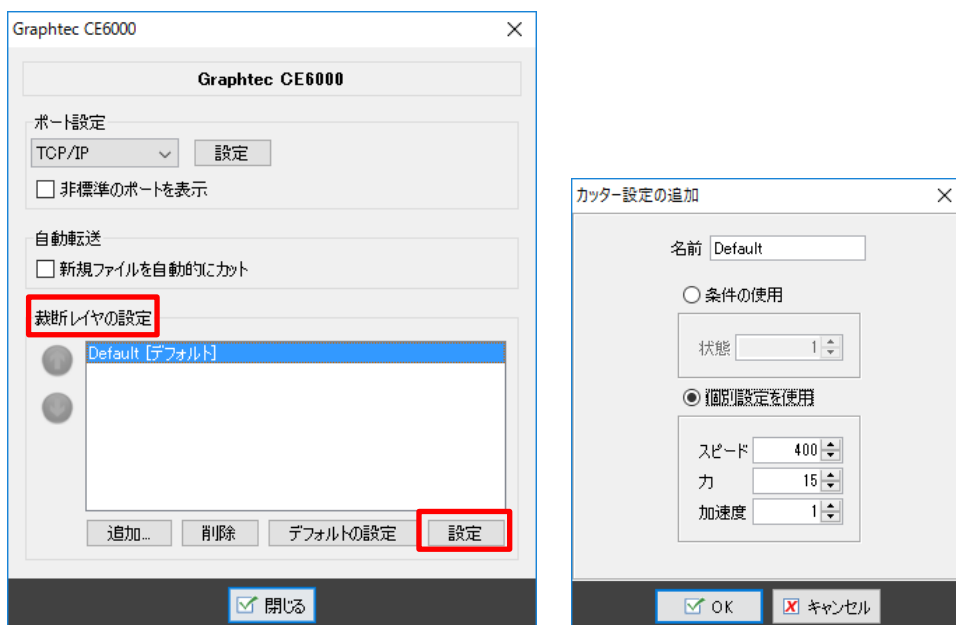 Graphtec CE6000
Graphtec CE6000
ポート設定
TCP/IP
設定
非標準のポートを表示
自動転送
新規ファイルを自動的にカット
裁断レイヤの設定
Default [デフォルト]
追加...
削除
デフォルトの設定
設定
閉じる
カッター設定の追加
名前 Default
条件の使用
状態 1
個別設定を使用
スピード 400
力 15
加速度 1
OK
キャンセル